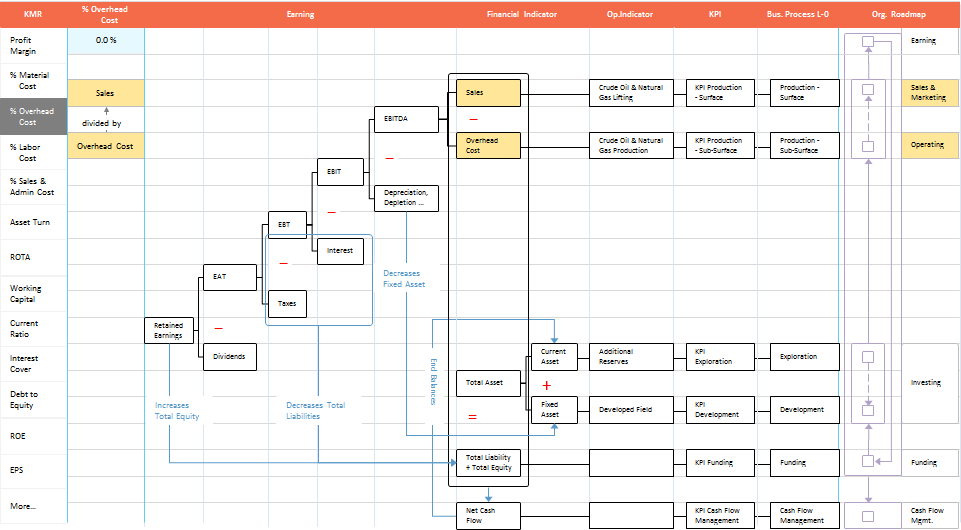 KMR
% Overhead
Cost
Earning
Financial Indicator
Op.Indicator
KPI
Bus. Process L-0
Org. Roadmap
Profit
Margin
% Material
Cost
% Overhead
Cost
% Labor
Cost
% Sales &
Admin Cost
Asset Turn
ROTA
Working
Capital
Current
Ratio
Interest
Cover
Debt to
Equity
ROE
EPS
More...
0.0 %
Sales
divided by
Overhead Cost
Retained
Earnings
EAT
–
Dividends
EBT
–
Taxes
EBIT
–
Interest
EBITDA
–
Depreciation,
Depletion ...
Increases
Total Equity
Decreases Total
Liabilities
Decreases
Fixed Asset
End Balances
Sales
–
Overhead
Cost
Total Asset
=
Total Liability
+ Total Equity
Net Cash
Flow
Current
Asset
+
Fixed
Asset
Crude Oil & Natural
Gas Lifting
KPI Production
- Surface
Production
- Surface
Crude Oil & Natural
Gas Production
KPI Production
- Sub-Surface
Production
- Sub-Surface
Additional
Reserves
KPI
Exploration
Exploration
Developed Field
KPI
Development
Development
KPI Funding
Funding
KPI Cash Flow
Management
Cash Flow
Management
Earning
Sales &
Marketing
Operating
Investing
Funding
Cash Flow
Mgmt.